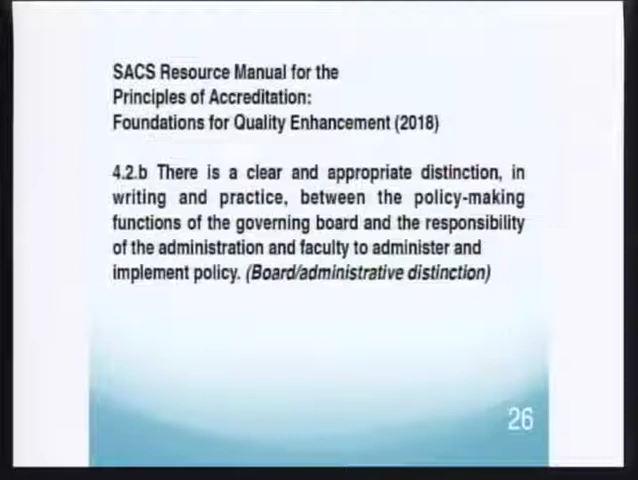 SACS Resource Manual for the
Principles of Accreditation:
Foundations for Quality Enhancement (2018)
4.2.b There is a clear and appropriate distinction, in
writing and practice, between the policy-making
functions of the governing board and the responsibility
of the administration and faculty to administer and
implement policy. (Board/administrative distinction)
26